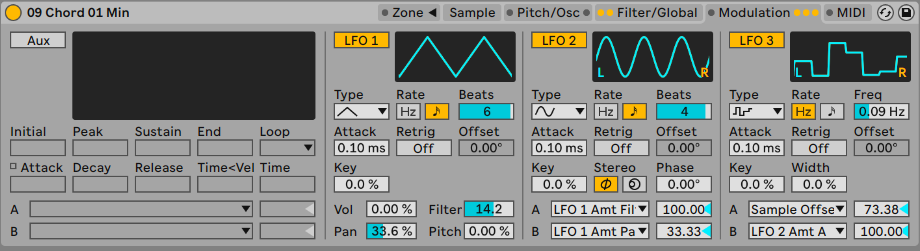 09 Chord 01 Min Zone Sample Pitch/Osc Filter/Global Modulation MIDI
Aux LFO 1 LFO 2 L R LFO 3 L R
Type Rate Beats Type Rate Beats Type Rate Freq
Hz 6 Hz 4 Hz 0.09 Hz
Initial Peak Sustain End Loop Attack Retrig Offset Attack Retrig Offset Attack Retrig Offset
0.10 ms Off 0.00° 0.10 ms Off 0.00° 0.10 ms Off 0.00°
Attack Decay Release Time<Vel Time Key Key Stereo Phase Key Width
0.0 % 0.0 % 0.00° 0.0 % 0.0 %
A Vol 0.00 % Filter 14.2 A LFO 1 Amt Fil 100.00 A Sample Offse 73.38
B Pan 33.6 % Pitch 0.00 % B LFO 1 Amt Pa 33.33 B LFO 2 Amt A 100.00